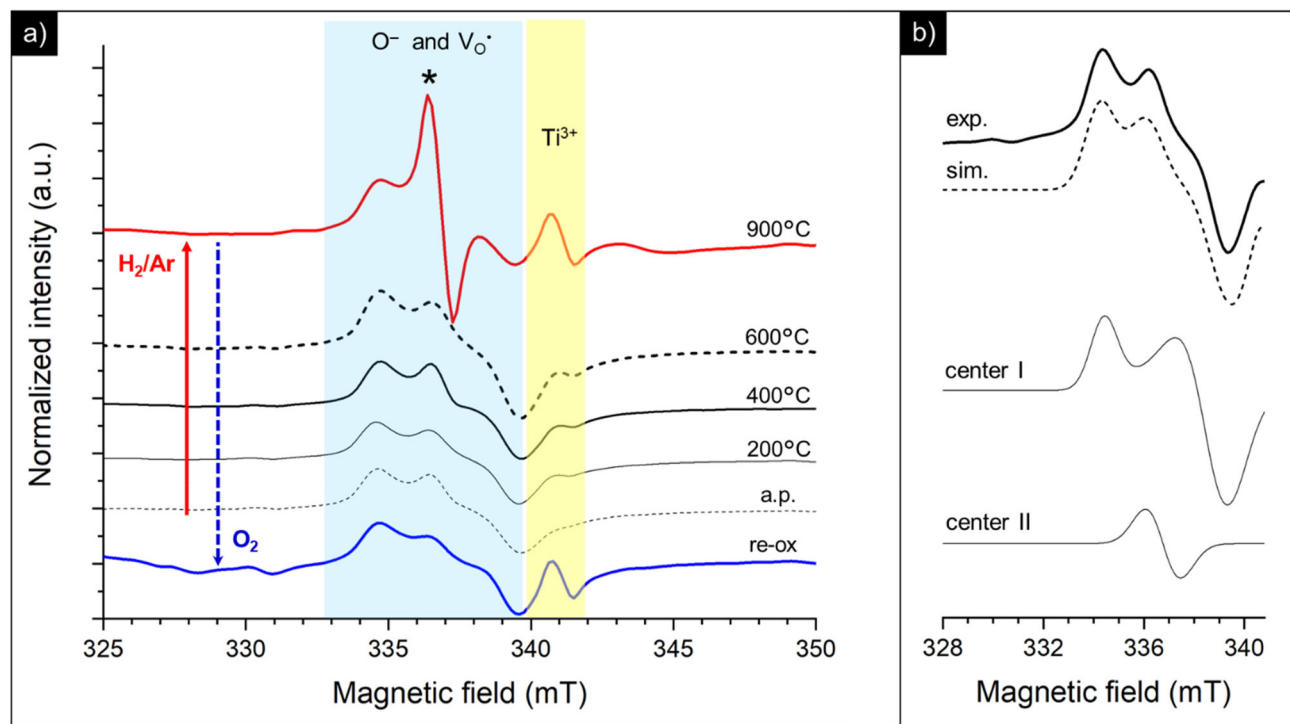 a)
O⁻ and V_O•
*
Ti³⁺
900°C
H₂/Ar
600°C
400°C
200°C
a.p.
O₂
re-ox
Normalized intensity (a.u.)
325 330 335 340 345 350
Magnetic field (mT)
b)
exp.
sim.
center I
center II
328 332 336 340
Magnetic field (mT)